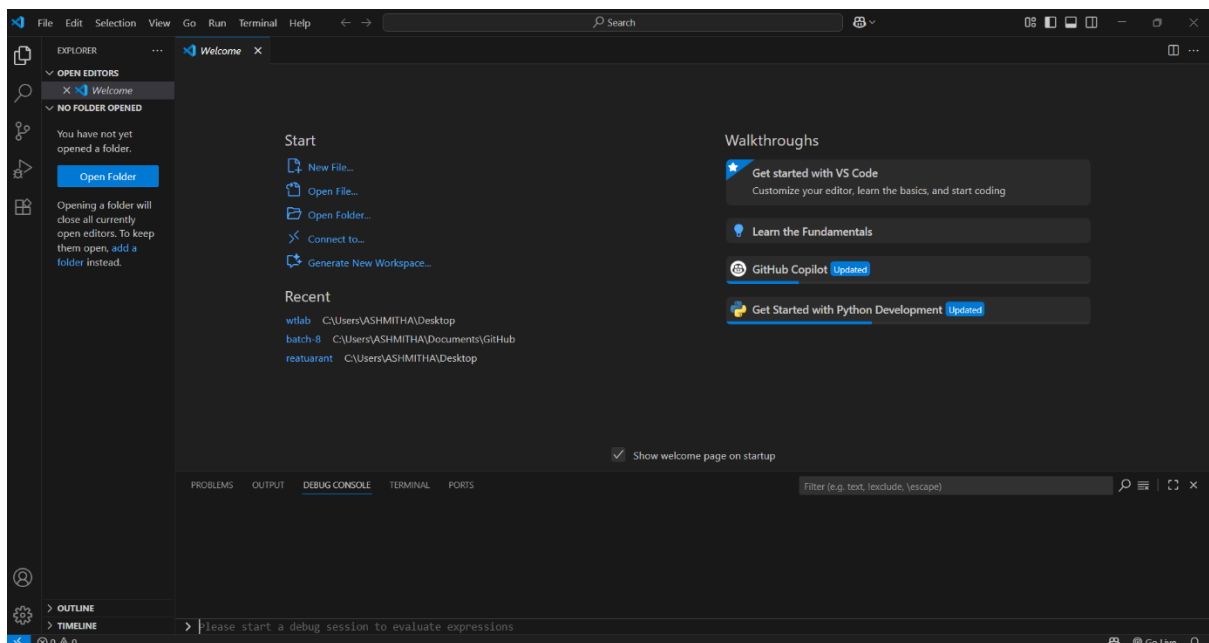 File Edit Selection View Go Run Terminal Help
Search
EXPLORER
Welcome
OPEN EDITORS
Welcome
NO FOLDER OPENED
You have not yet
opened a folder.
Open Folder
Opening a folder will
close all currently
open editors. To keep
them open, add a
folder instead.
OUTLINE
TIMELINE
Start
New File...
Open File...
Open Folder...
Connect to...
Generate New Workspace...
Recent
wtlab C:\Users\ASHMITHA\Desktop
batch-8 C:\Users\ASHMITHA\Documents\GitHub
reatuarant C:\Users\ASHMITHA\Desktop
Walkthroughs
Get started with VS Code
Customize your editor, learn the basics, and start coding
Learn the Fundamentals
GitHub Copilot Updated
Get Started with Python Development Updated
Show welcome page on startup
PROBLEMS OUTPUT DEBUG CONSOLE TERMINAL PORTS
Filter (e.g. text, !exclude, \escape)
Please start a debug session to evaluate expressions
0 0
Go Live